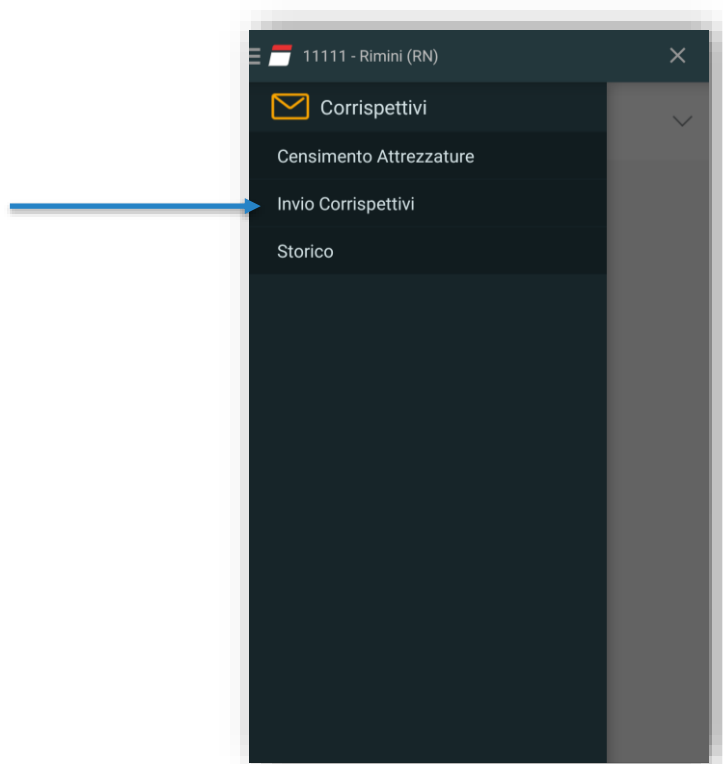 11111 - Rimini (RN)
Corrispettivi
Censimento Attrezzature
Invio Corrispettivi
Storico